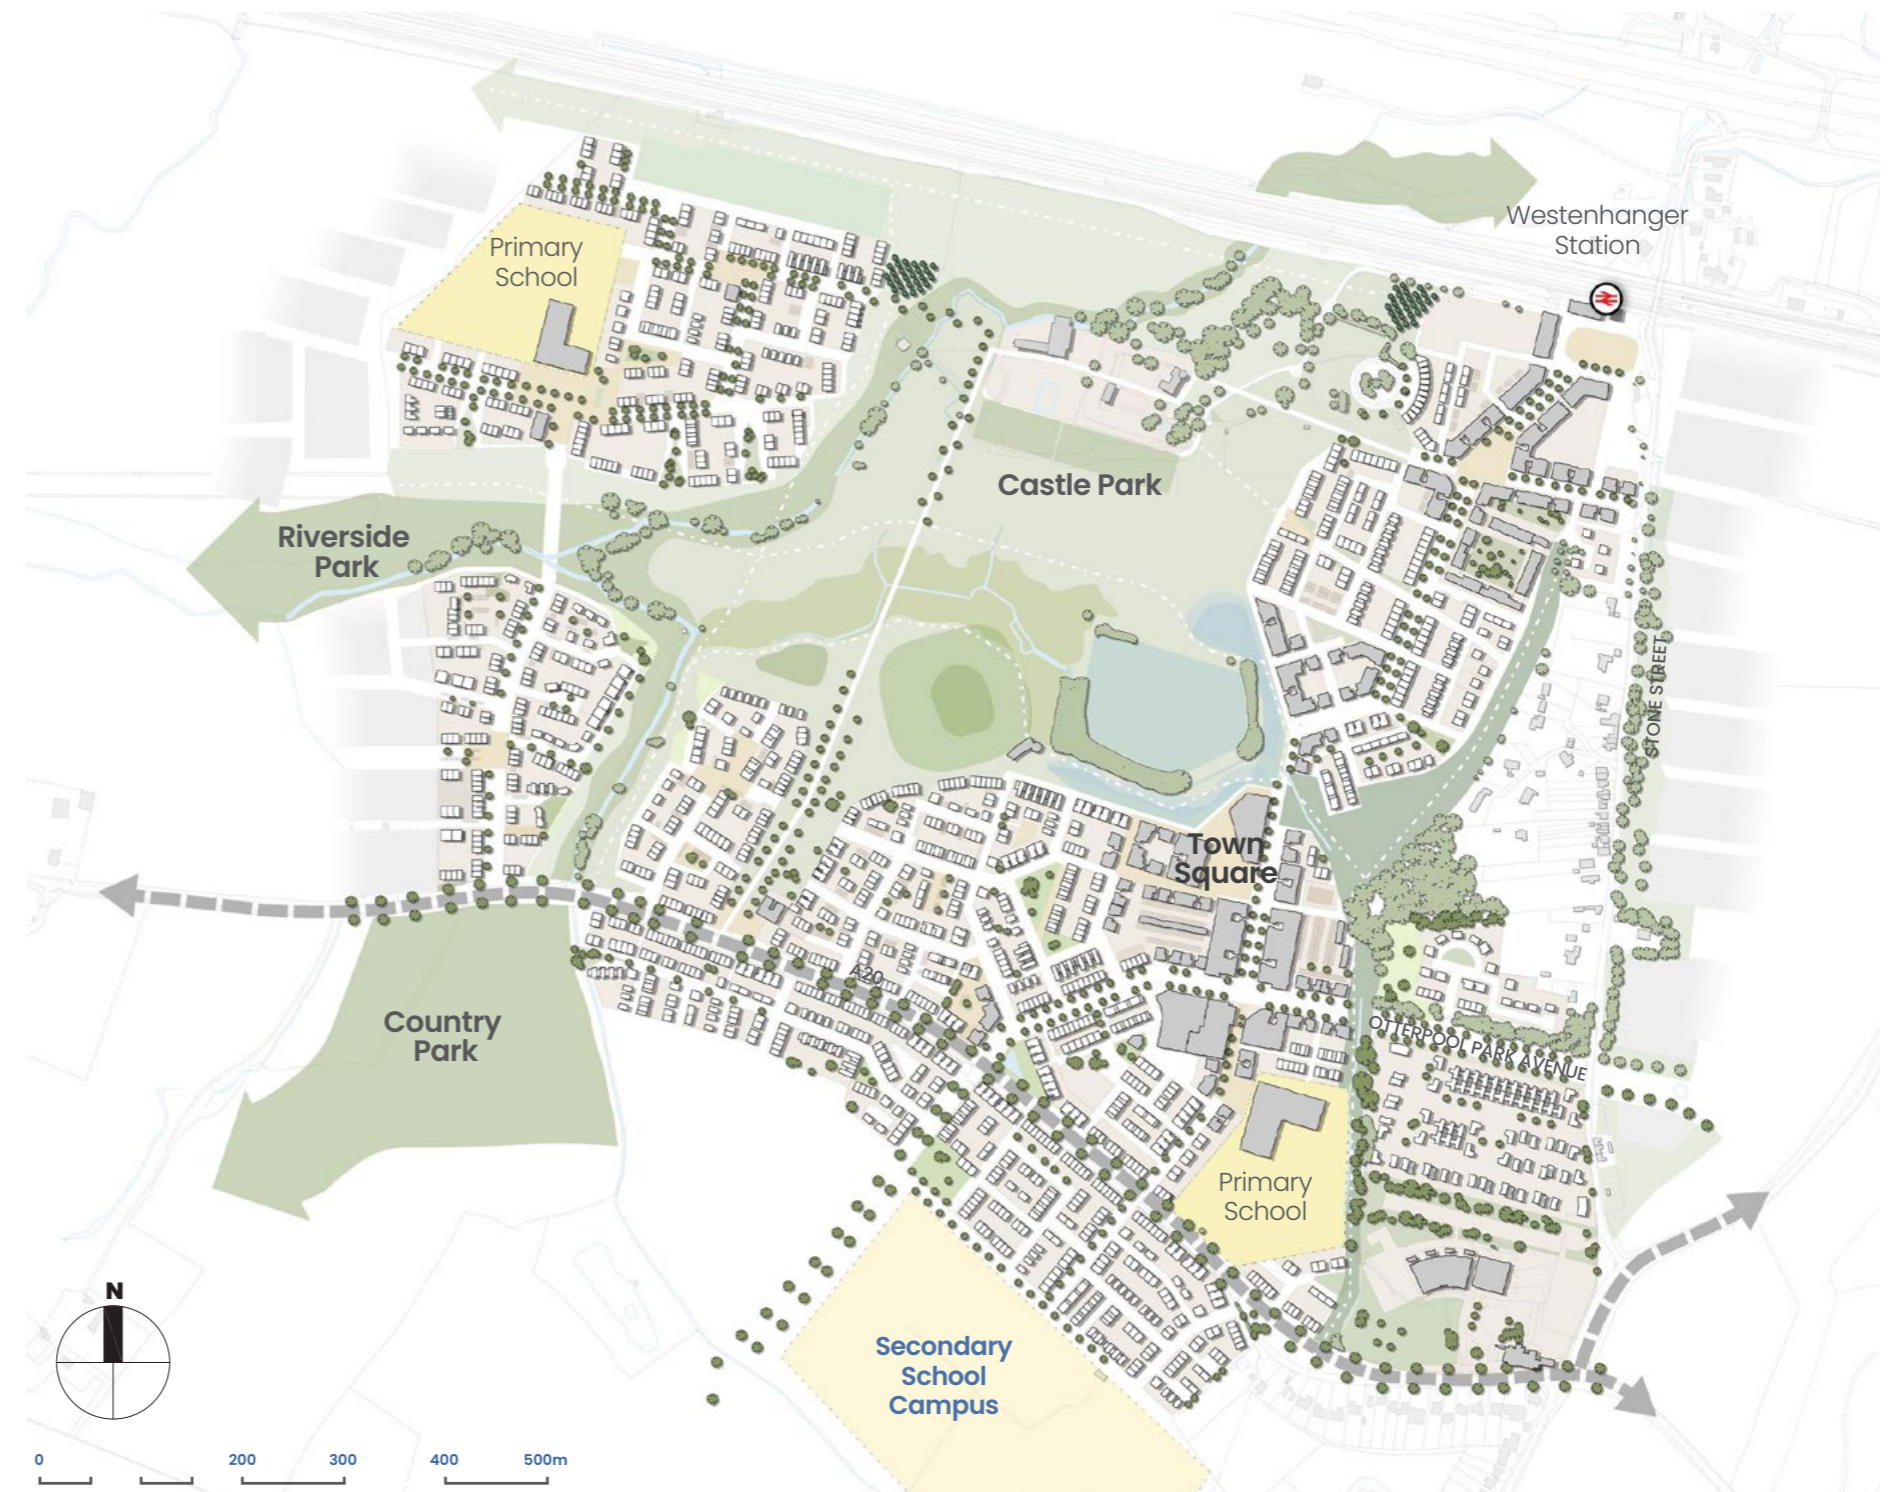 Westenhanger
Station
Primary
School
Castle Park
Riverside
Park
STONE STREET
Town
Square
A20
Country
Park
OTTERPOOL PARK AVENUE
Primary
School
N
Secondary
School
Campus
0
200
300
400
500m